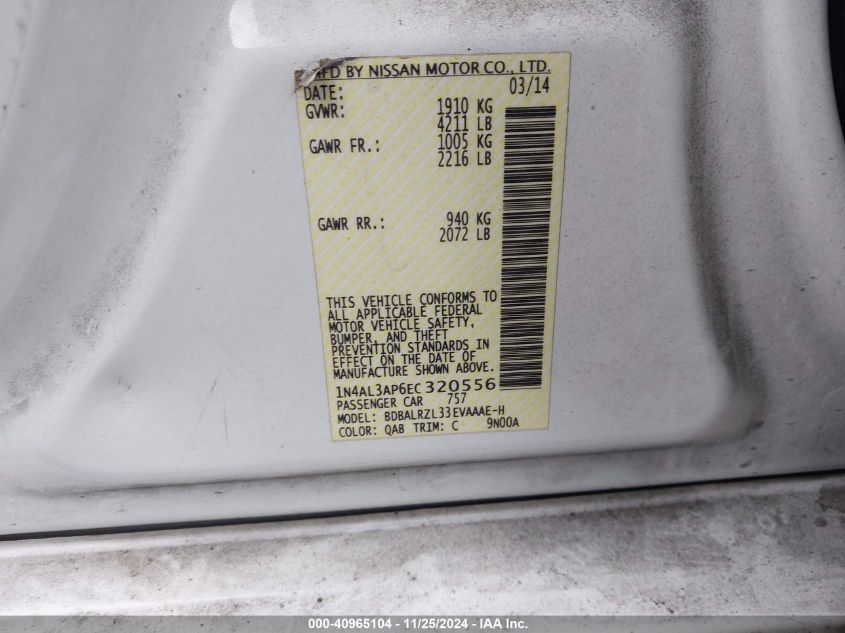 MFD BY NISSAN MOTOR CO., LTD.
DATE: 03/14
GVWR: 1910 KG
4211 LB
GAWR FR.: 1005 KG
2216 LB
GAWR RR.: 940 KG
2072 LB
THIS VEHICLE CONFORMS TO
ALL APPLICABLE FEDERAL
MOTOR VEHICLE SAFETY,
BUMPER, AND THEFT
PREVENTION STANDARDS IN
EFFECT ON THE DATE OF
MANUFACTURE SHOWN ABOVE.
1N4AL3AP6EC 320556
PASSENGER CAR 757
MODEL: BDBALRZL33EVAAAE-H
COLOR: QAB TRIM: C 9N00A
000-40965104 - 11/25/2024 - IAA Inc.